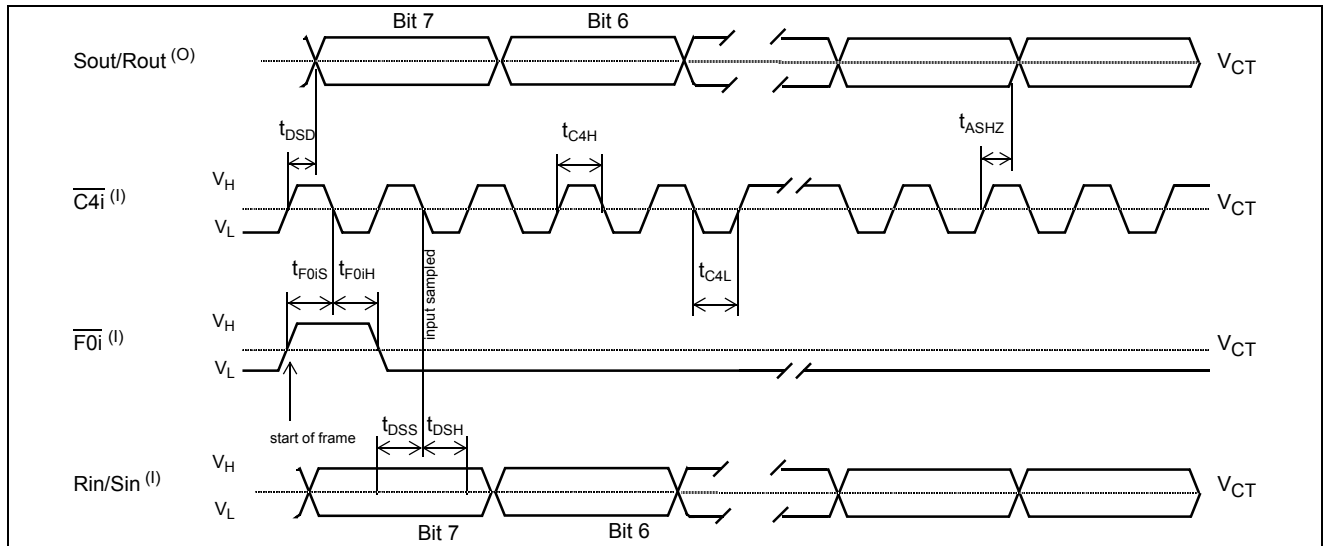 Bit 7 Bit 6
Sout/Rout (O) VCT
tDSD tC4H tASHZ
VH
C4i (I) VCT
VL
tF0iS tF0iH input sampled tC4L
VH
F0i (I) VCT
VL
start of frame tDSS tDSH
VH
Rin/Sin (I) VCT
VL
Bit 7 Bit 6